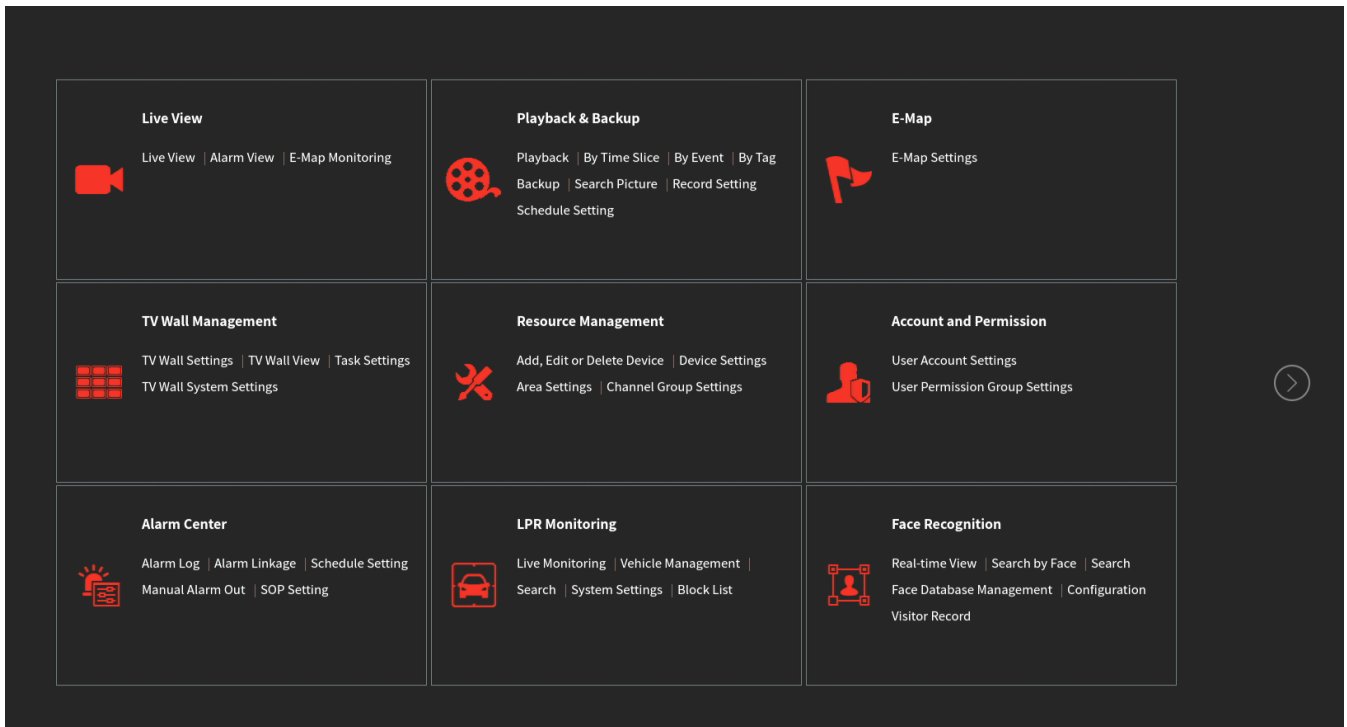 Live View
Live View | Alarm View | E-Map Monitoring
Playback & Backup
Playback | By Time Slice | By Event | By Tag
Backup | Search Picture | Record Setting
Schedule Setting
E-Map
E-Map Settings
TV Wall Management
TV Wall Settings | TV Wall View | Task Settings
TV Wall System Settings
Resource Management
Add, Edit or Delete Device | Device Settings
Area Settings | Channel Group Settings
Account and Permission
User Account Settings
User Permission Group Settings
Alarm Center
Alarm Log | Alarm Linkage | Schedule Setting
Manual Alarm Out | SOP Setting
LPR Monitoring
Live Monitoring | Vehicle Management |
Search | System Settings | Block List
Face Recognition
Real-time View | Search by Face | Search
Face Database Management | Configuration
Visitor Record